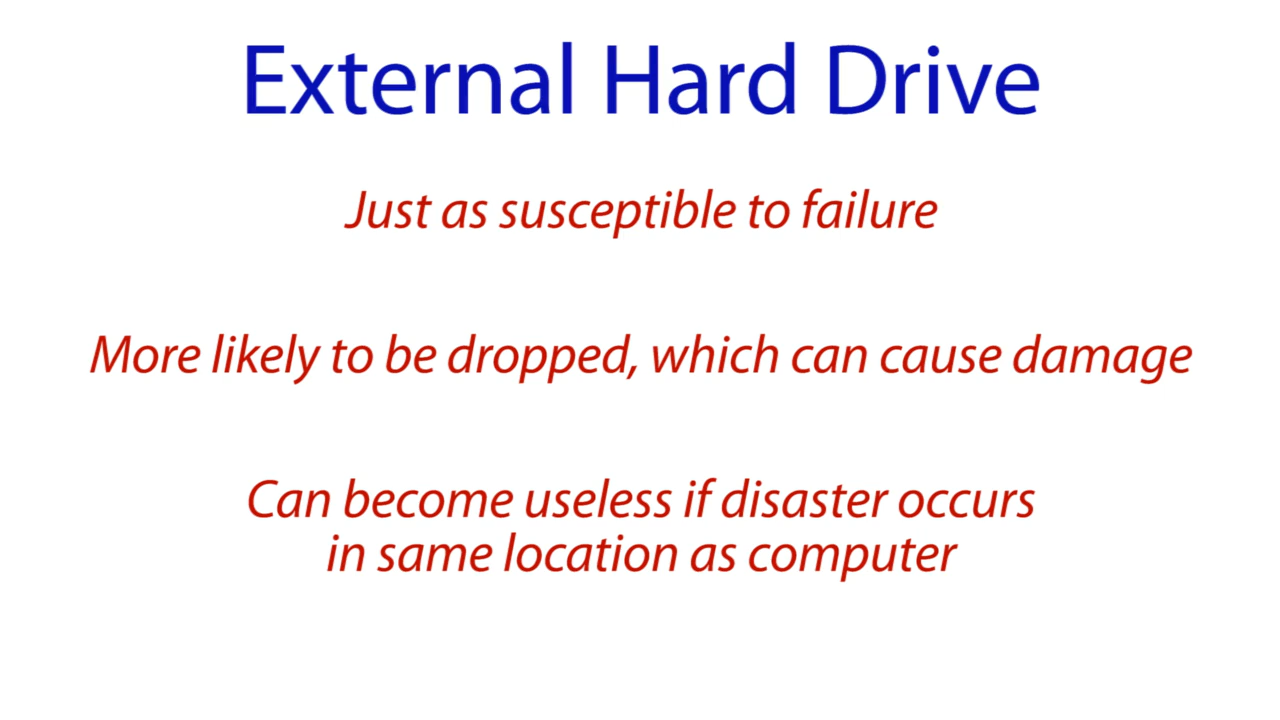 External Hard Drive
Just as susceptible to failure
More likely to be dropped, which can cause damage
Can become useless if disaster occurs
in same location as computer